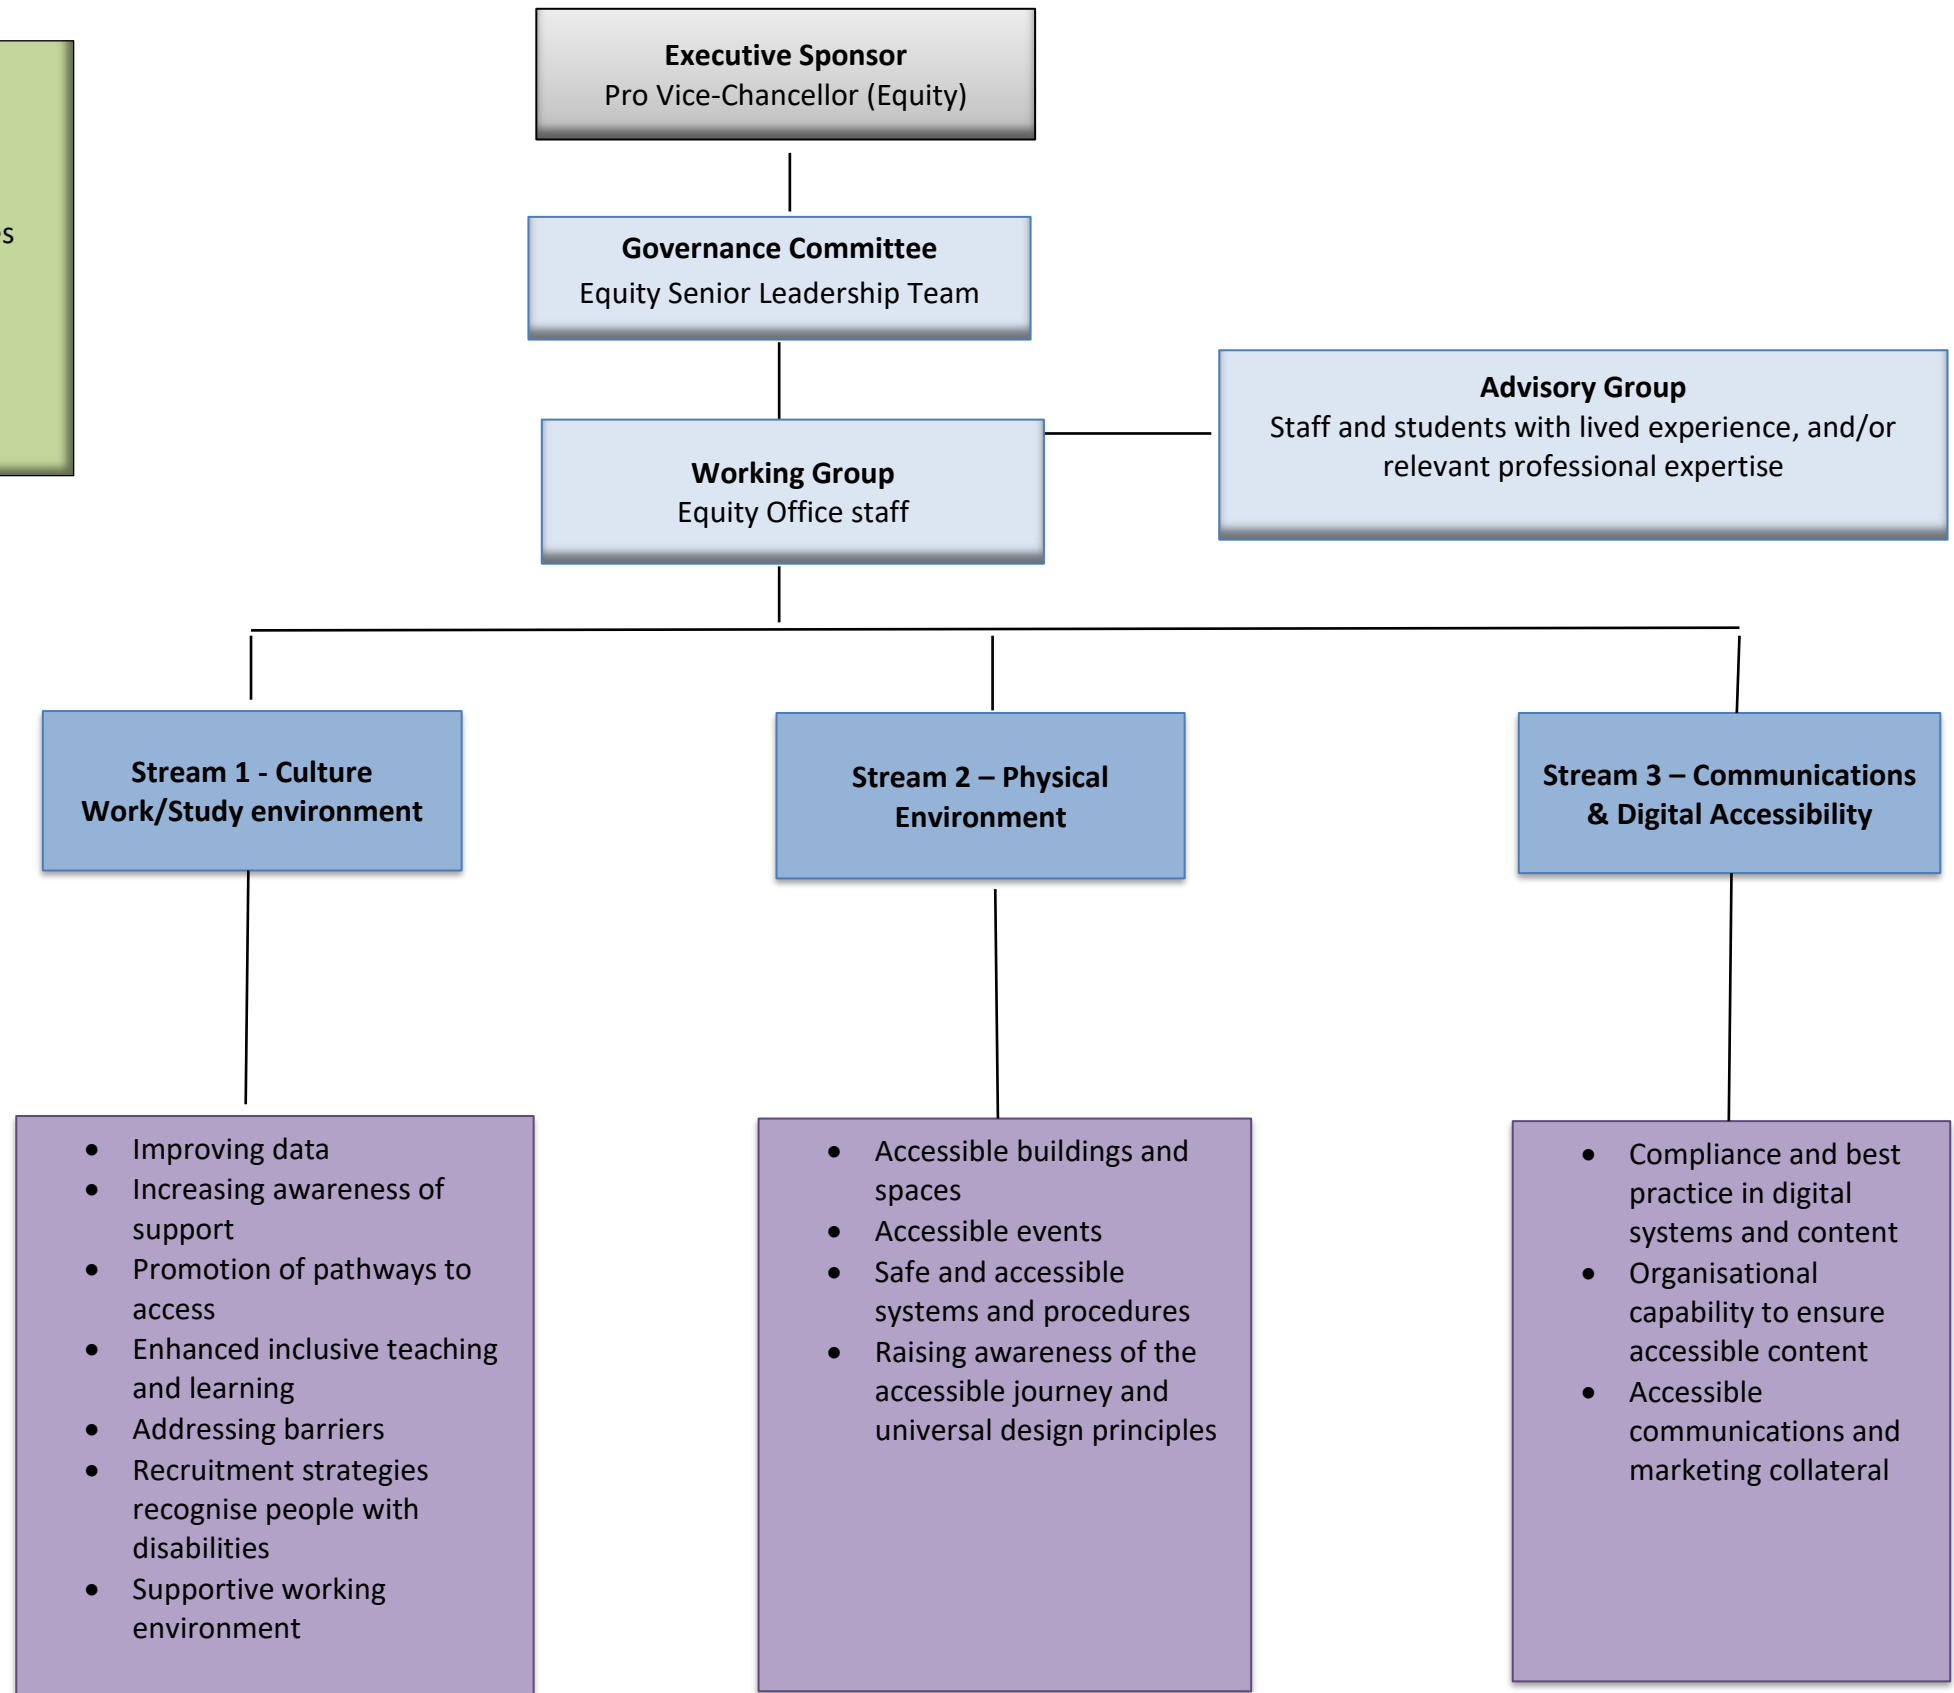 Executive Sponsor
Pro Vice-Chancellor (Equity)
Governance Committee
Equity Senior Leadership Team
Advisory Group
Staff and students with lived experience, and/or
relevant professional expertise
Working Group
Equity Office staff
Stream 1 - Culture
Work/Study environment
Stream 2 – Physical
Environment
Stream 3 – Communications
& Digital Accessibility
• Improving data
• Increasing awareness of
support
• Promotion of pathways to
access
• Enhanced inclusive teaching
and learning
• Addressing barriers
• Recruitment strategies
recognise people with
disabilities
• Supportive working
environment
• Accessible buildings and
spaces
• Accessible events
• Safe and accessible
systems and procedures
• Raising awareness of the
accessible journey and
universal design principles
• Compliance and best
practice in digital
systems and content
• Organisational
capability to ensure
accessible content
• Accessible
communications and
marketing collateral